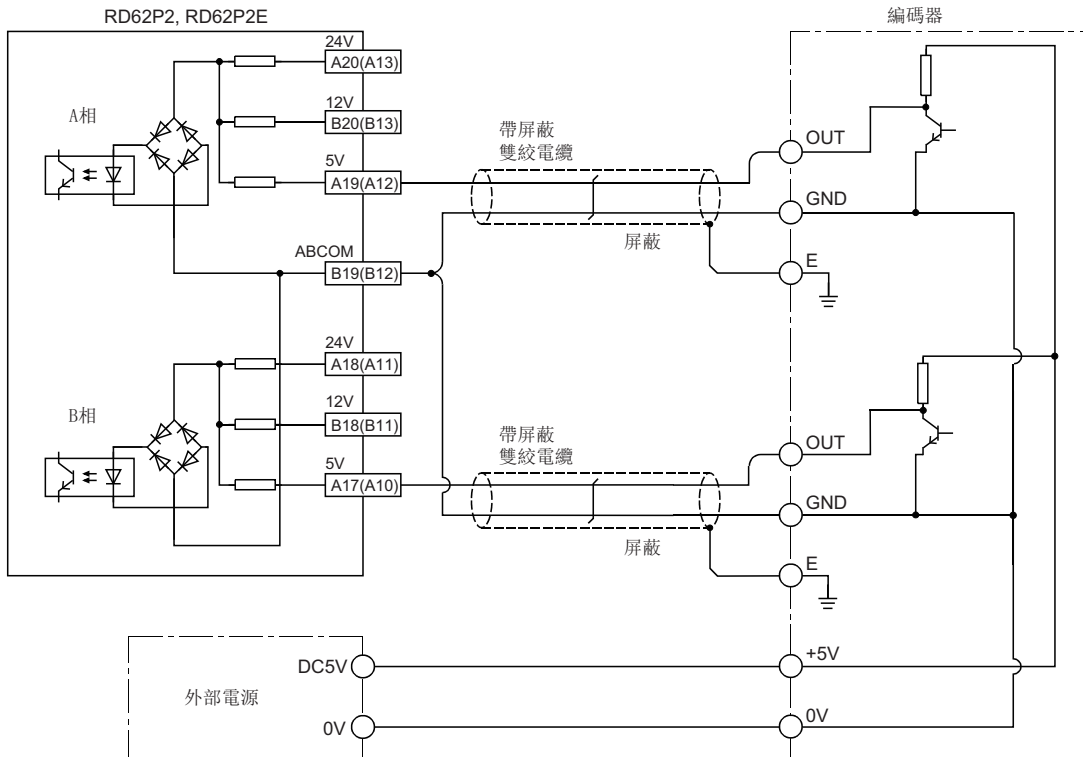 RD62P2, RD62P2E
編碼器
24V
A20(A13)
A相
12V
B20(B13)
帶屏蔽
雙絞電纜
OUT
5V
A19(A12)
GND
屏蔽
ABCOM
B19(B12)
E
24V
A18(A11)
B相
12V
B18(B11)
帶屏蔽
雙絞電纜
OUT
5V
A17(A10)
GND
屏蔽
E
DC5V
+5V
外部電源
0V
0V